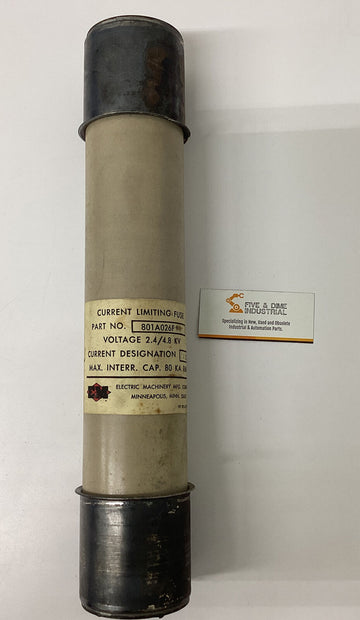 CURRENT LIMITING FUSE
PART NO. 801A026F
VOLTAGE 2.4/4.8 KV
CURRENT DESIGNATION
MAX. INTERR. CAP. 80 KA
ELECTRIC MACHINERY MFG.
MINNEAPOLIS, MINN.
FIVE & DIME
INDUSTRIAL
Specializing in New, Used and Obsolete
Industrial & Automation Parts.